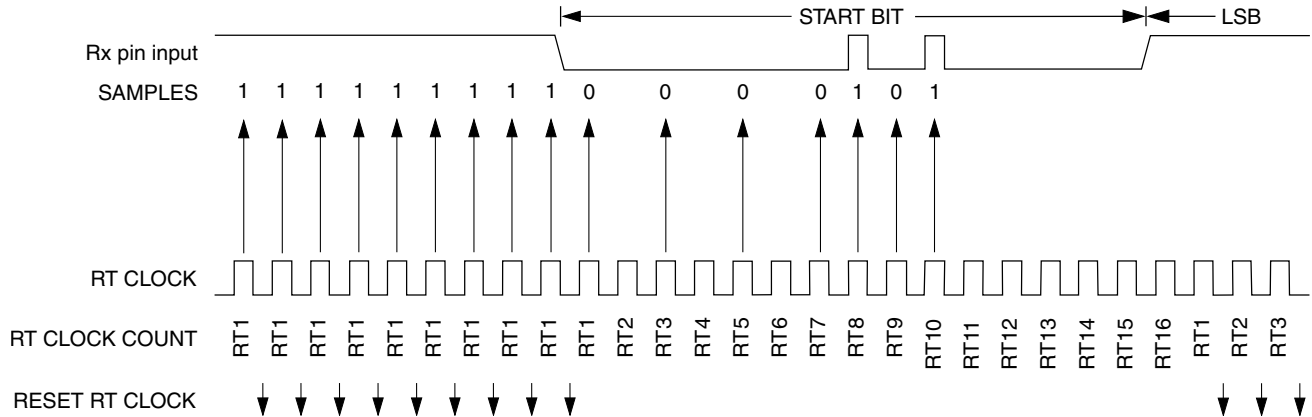 START BIT LSB
Rx pin input
SAMPLES 1 1 1 1 1 1 1 1 1 0 0 0 0 1 0 1
RT CLOCK
RT CLOCK COUNT RT1 RT1 RT1 RT1 RT1 RT1 RT1 RT1 RT1 RT1 RT2 RT3 RT4 RT5 RT6 RT7 RT8 RT9 RT10 RT11 RT12 RT13 RT14 RT15 RT16 RT1 RT2 RT3
RESET RT CLOCK